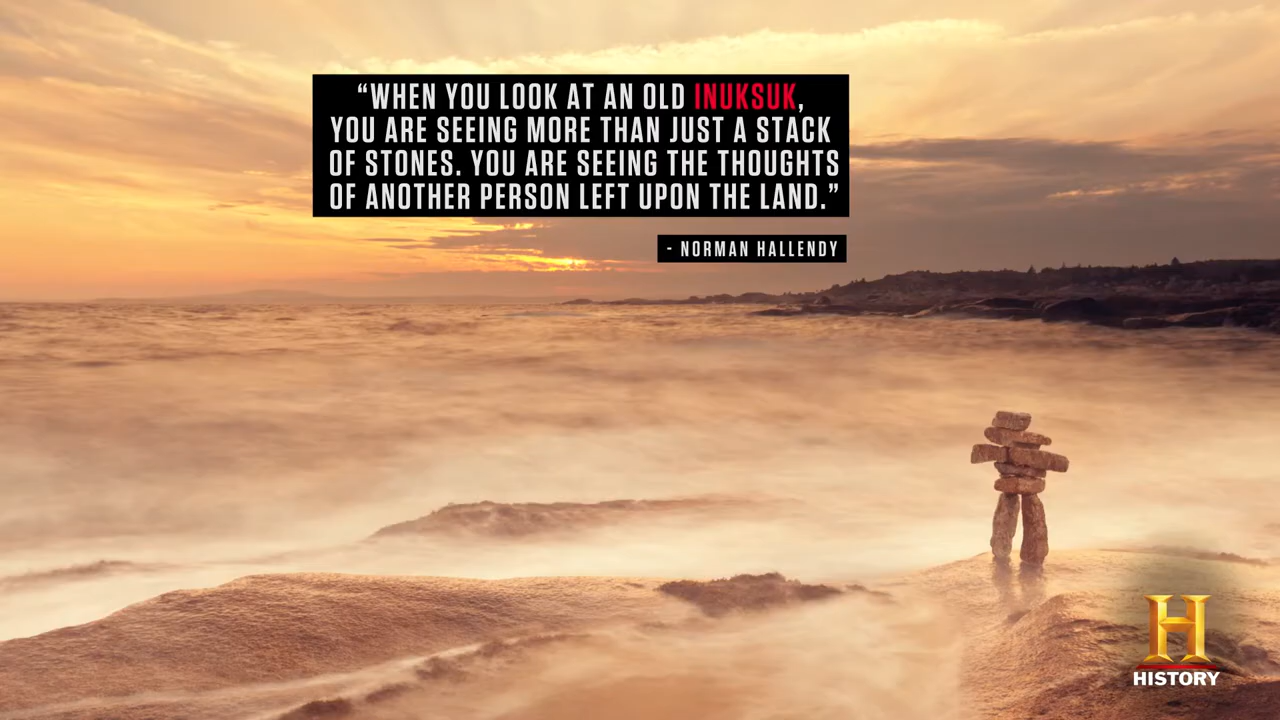 “WHEN YOU LOOK AT AN OLD INUKSUK,
YOU ARE SEEING MORE THAN JUST A STACK
OF STONES. YOU ARE SEEING THE THOUGHTS
OF ANOTHER PERSON LEFT UPON THE LAND.”
- NORMAN HALLENDY
H
HISTORY